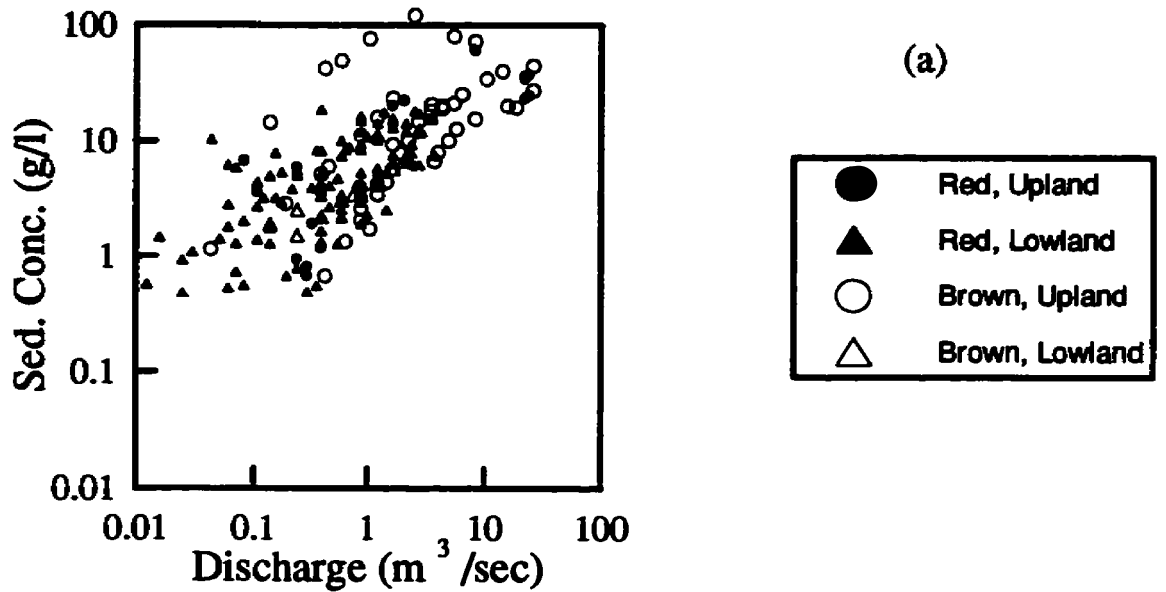 100
10
1
0.1
0.01
Sed. Conc. (g/l)
0.01 0.1 1 10 100
Discharge (m³/sec)
(a)
Red, Upland
Red, Lowland
Brown, Upland
Brown, Lowland